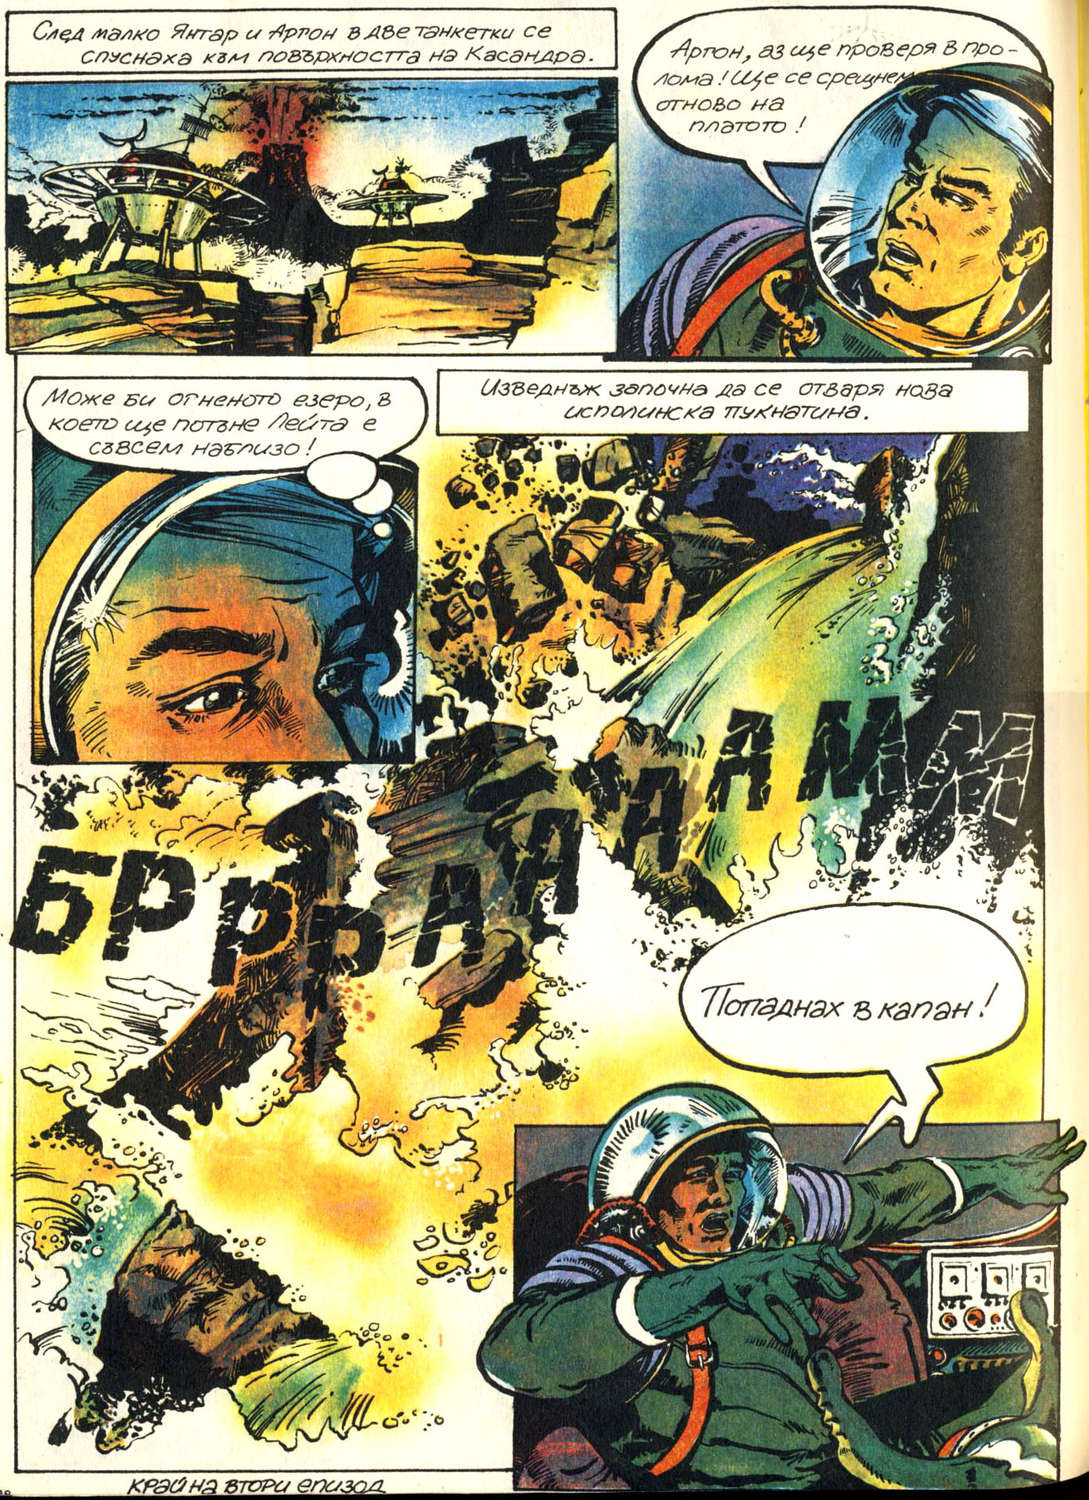 След малко Янтар и Артон в две танкетки се
спуснаха към повърхността на Касандра.
Артон, аз ще проверя в про-
лома! Ще се срещнем
отново на
платото!
Може би огненото езеро, в
което ще потъне Лейта е
съвсем наблизо!
Изведнъж започна да се отваря нова
исполинска пукнатина.
БРРЪААААААММ
Попаднах в капан!
КРАЙ НА ВТОРИ ЕПИЗОД